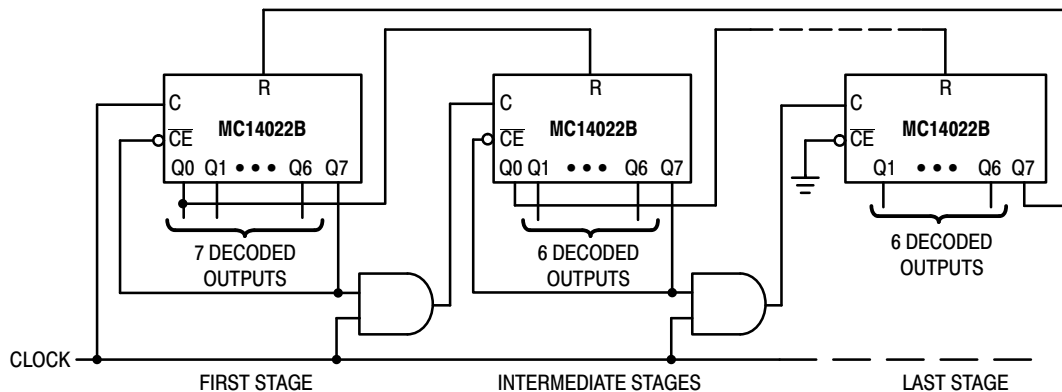 R R R
C C C
MC14022B MC14022B MC14022B
CE CE CE
Q0 Q1 ••• Q6 Q7 Q0 Q1 ••• Q6 Q7 Q1 ••• Q6 Q7
7 DECODED OUTPUTS
6 DECODED OUTPUTS
6 DECODED OUTPUTS
CLOCK
FIRST STAGE INTERMEDIATE STAGES LAST STAGE